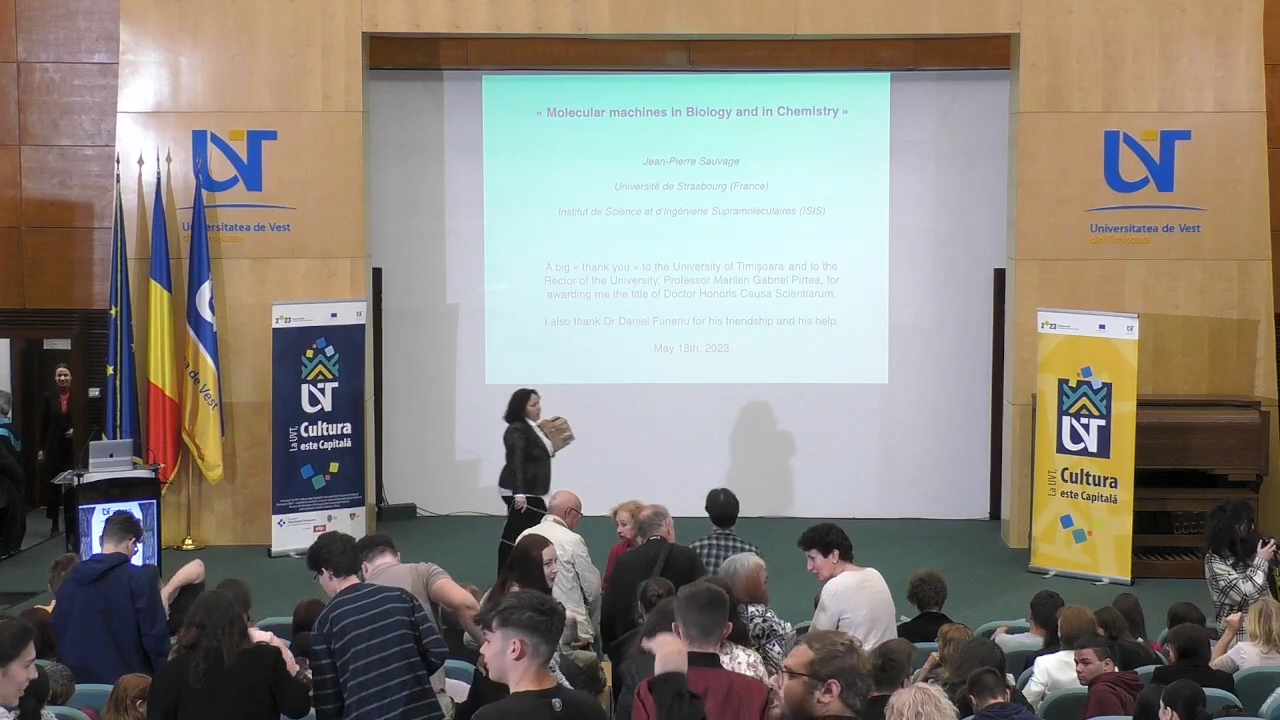 « Molecular machines in Biology and in Chemistry »
Jean-Pierre Sauvage
Université de Strasbourg (France)
Institut de Science et d'Ingénierie Supramoléculaires (ISIS)
A big « thank you » to the University of Timişoara and to the
Rector of the University, Professor Marilen Gabriel Pirtea, for
awarding me the title of Doctor Honoris Causa Scientiarum
I also thank Dr Daniel Funeriu for his friendship and his help.
May 18th, 2023
UVT
Universitatea de Vest
din Timişoara
UVT
Universitatea de Vest
din Timişoara
a de Vest
2023
UVT
La UVT,
Cultura
este Capitală
2023
UVT
La UVT,
Cultura
este Capitală